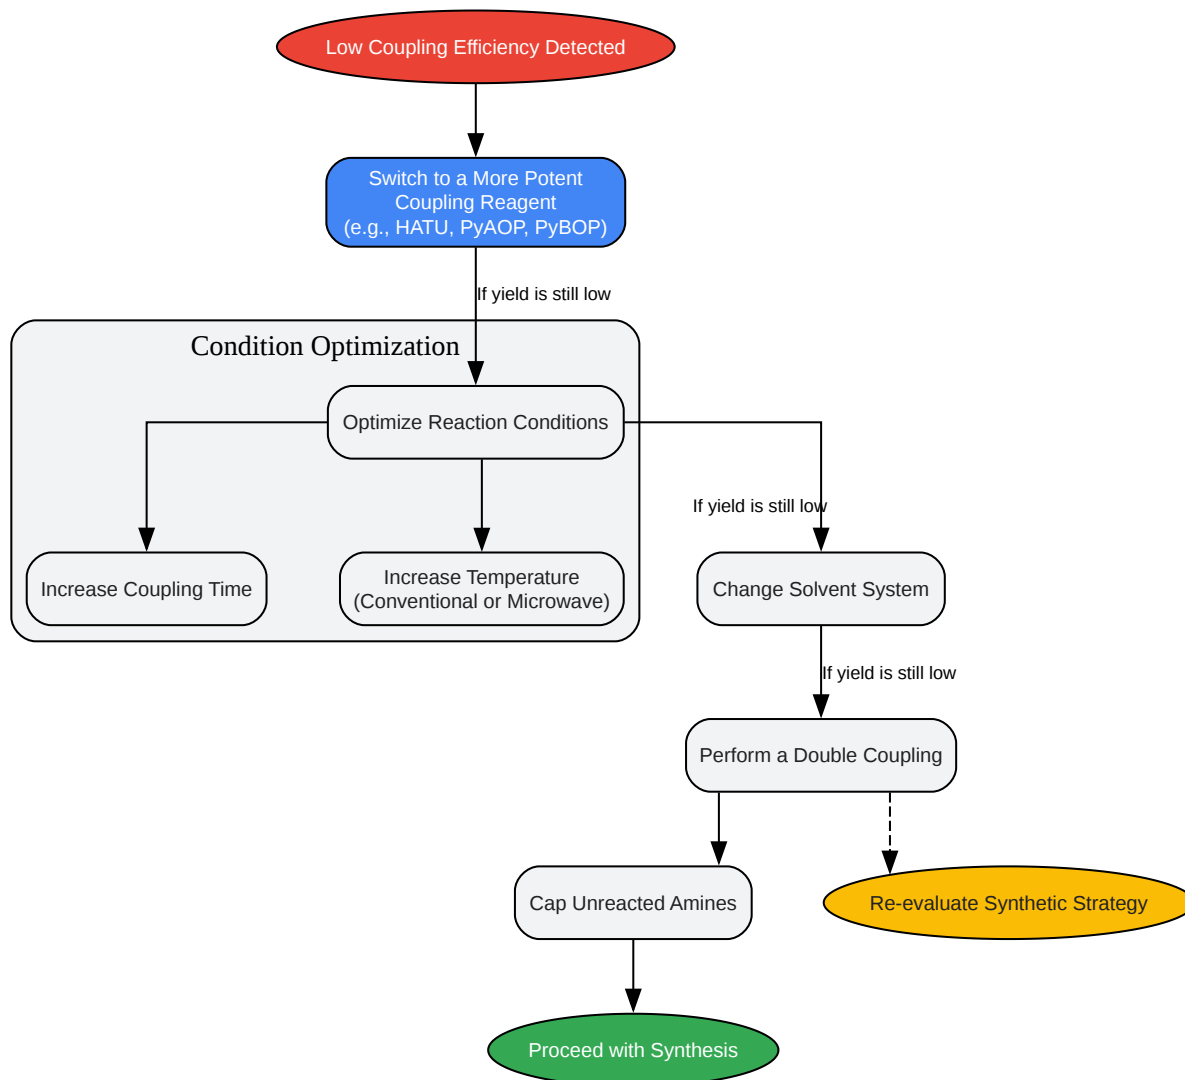 Low Coupling Efficiency Detected
Switch to a More Potent
Coupling Reagent
(e.g., HATU, PyAOP, PyBOP)
If yield is still low
Condition Optimization
Optimize Reaction Conditions
If yield is still low
Increase Coupling Time
Increase Temperature
(Conventional or Microwave)
Change Solvent System
If yield is still low
Perform a Double Coupling
Cap Unreacted Amines
Re-evaluate Synthetic Strategy
Proceed with Synthesis